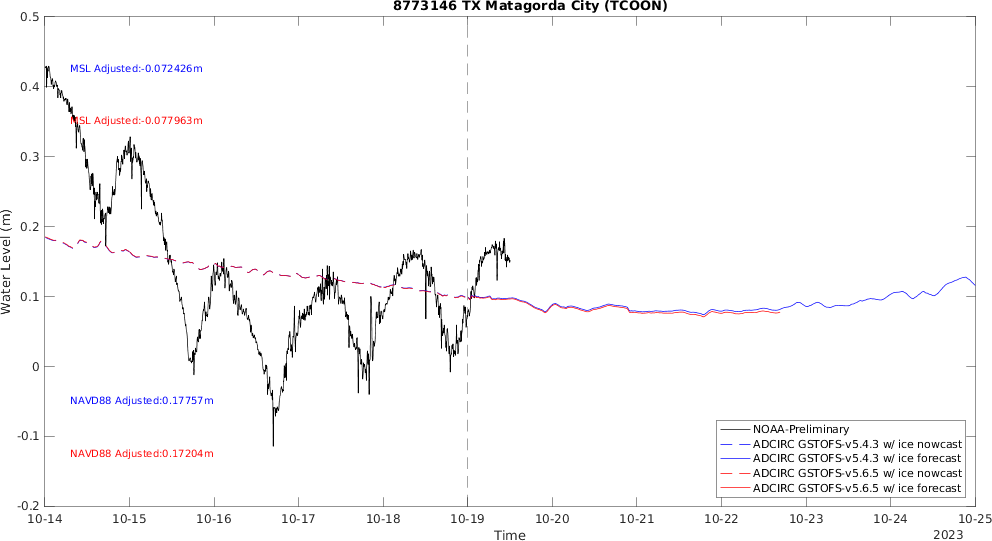 8773146 TX Matagorda City (TCOON)
0.5
0.4
0.3
0.2
0.1
0
-0.1
-0.2
Water Level (m)
MSL Adjusted:-0.072426m
MSL Adjusted:-0.077963m
NAVD88 Adjusted:0.17757m
NAVD88 Adjusted:0.17204m
NOAA-Preliminary
ADCIRC GSTOFS-v5.4.3 w/ ice nowcast
ADCIRC GSTOFS-v5.4.3 w/ ice forecast
ADCIRC GSTOFS-v5.6.5 w/ ice nowcast
ADCIRC GSTOFS-v5.6.5 w/ ice forecast
10-14 10-15 10-16 10-17 10-18 10-19 10-20 10-21 10-22 10-23 10-24 10-25
Time
2023